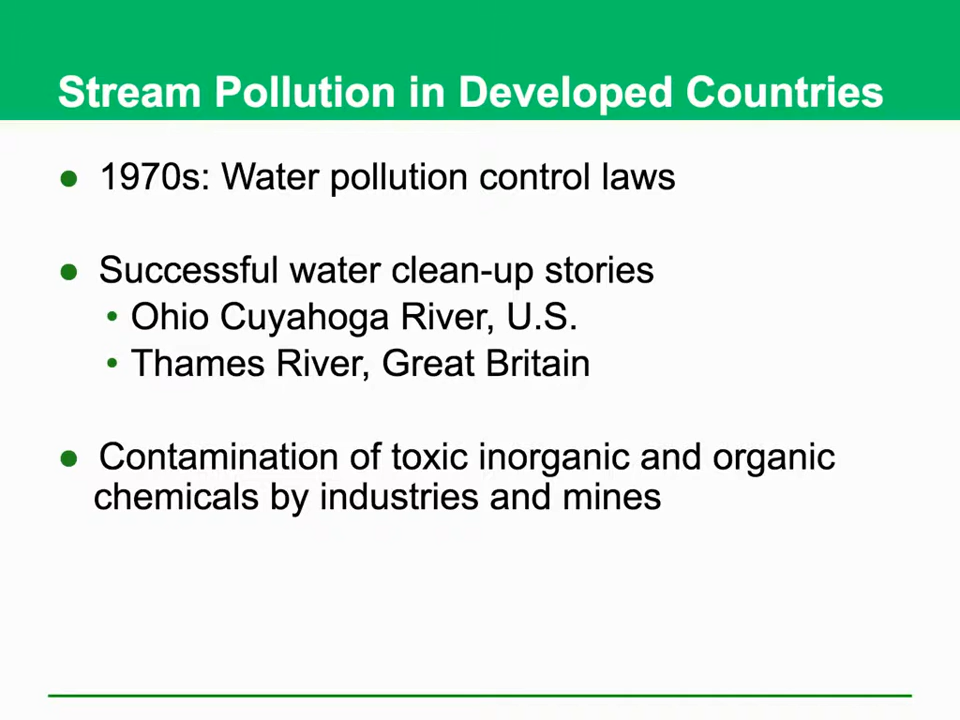 Stream Pollution in Developed Countries
● 1970s: Water pollution control laws
● Successful water clean-up stories
• Ohio Cuyahoga River, U.S.
• Thames River, Great Britain
● Contamination of toxic inorganic and organic
chemicals by industries and mines